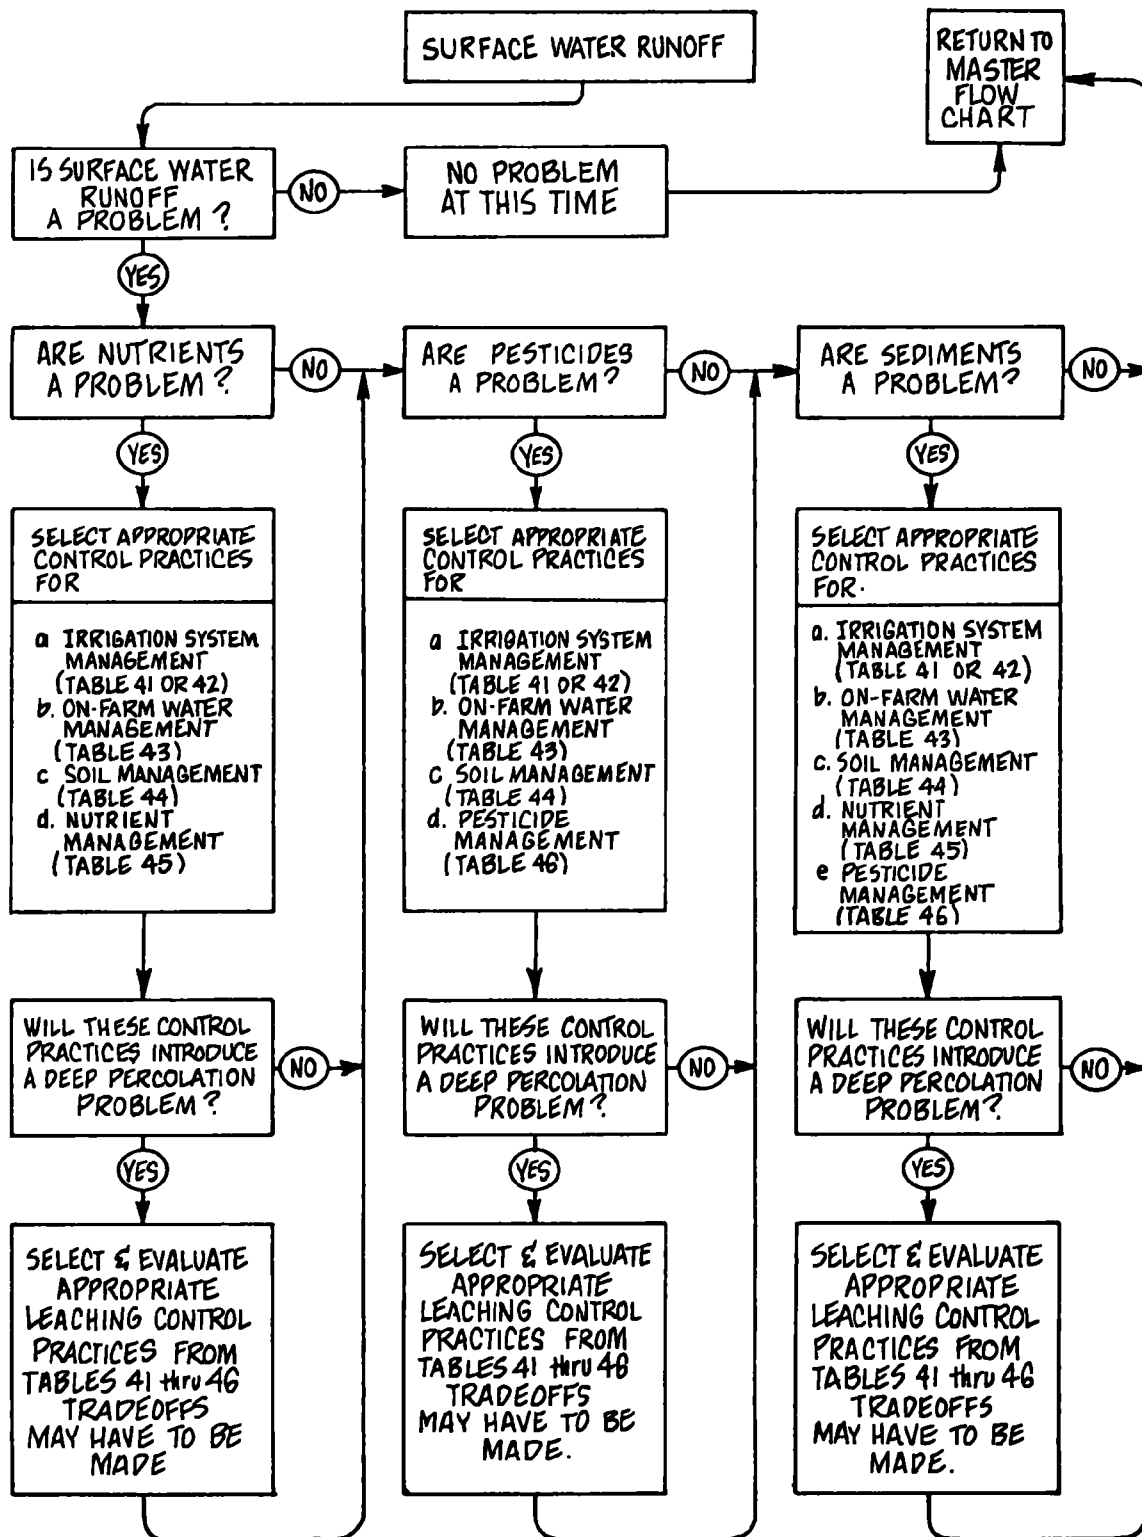 SURFACE WATER RUNOFF
RETURN TO
MASTER
FLOW
CHART
IS SURFACE WATER
RUNOFF
A PROBLEM?
NO
NO PROBLEM
AT THIS TIME
YES
ARE NUTRIENTS
A PROBLEM?
NO
ARE PESTICIDES
A PROBLEM?
NO
ARE SEDIMENTS
A PROBLEM?
NO
YES
YES
YES
SELECT APPROPRIATE
CONTROL PRACTICES
FOR
a IRRIGATION SYSTEM
MANAGEMENT
(TABLE 41 OR 42)
b. ON-FARM WATER
MANAGEMENT
(TABLE 43)
c SOIL MANAGEMENT
(TABLE 44)
d. NUTRIENT
MANAGEMENT
(TABLE 45)
SELECT APPROPRIATE
CONTROL PRACTICES
FOR
a IRRIGATION SYSTEM
MANAGEMENT
(TABLE 41 OR 42)
b. ON-FARM WATER
MANAGEMENT
(TABLE 43)
c SOIL MANAGEMENT
(TABLE 44)
d. PESTICIDE
MANAGEMENT
(TABLE 46)
SELECT APPROPRIATE
CONTROL PRACTICES
FOR.
a. IRRIGATION SYSTEM
MANAGEMENT
(TABLE 41 OR 42)
b. ON-FARM WATER
MANAGEMENT
(TABLE 43)
c. SOIL MANAGEMENT
(TABLE 44)
d. NUTRIENT
MANAGEMENT
(TABLE 45)
e PESTICIDE
MANAGEMENT
(TABLE 46)
WILL THESE CONTROL
PRACTICES INTRODUCE
A DEEP PERCOLATION
PROBLEM?
NO
WILL THESE CONTROL
PRACTICES INTRODUCE
A DEEP PERCOLATION
PROBLEM?
NO
WILL THESE CONTROL
PRACTICES INTRODUCE
A DEEP PERCOLATION
PROBLEM?
NO
YES
YES
YES
SELECT & EVALUATE
APPROPRIATE
LEACHING CONTROL
PRACTICES FROM
TABLES 41 thru 46
TRADEOFFS
MAY HAVE TO BE
MADE
SELECT & EVALUATE
APPROPRIATE
LEACHING CONTROL
PRACTICES FROM
TABLES 41 thru 46
TRADEOFFS
MAY HAVE TO BE
MADE.
SELECT & EVALUATE
APPROPRIATE
LEACHING CONTROL
PRACTICES FROM
TABLES 41 thru 46
TRADEOFFS
MAY HAVE TO BE
MADE.